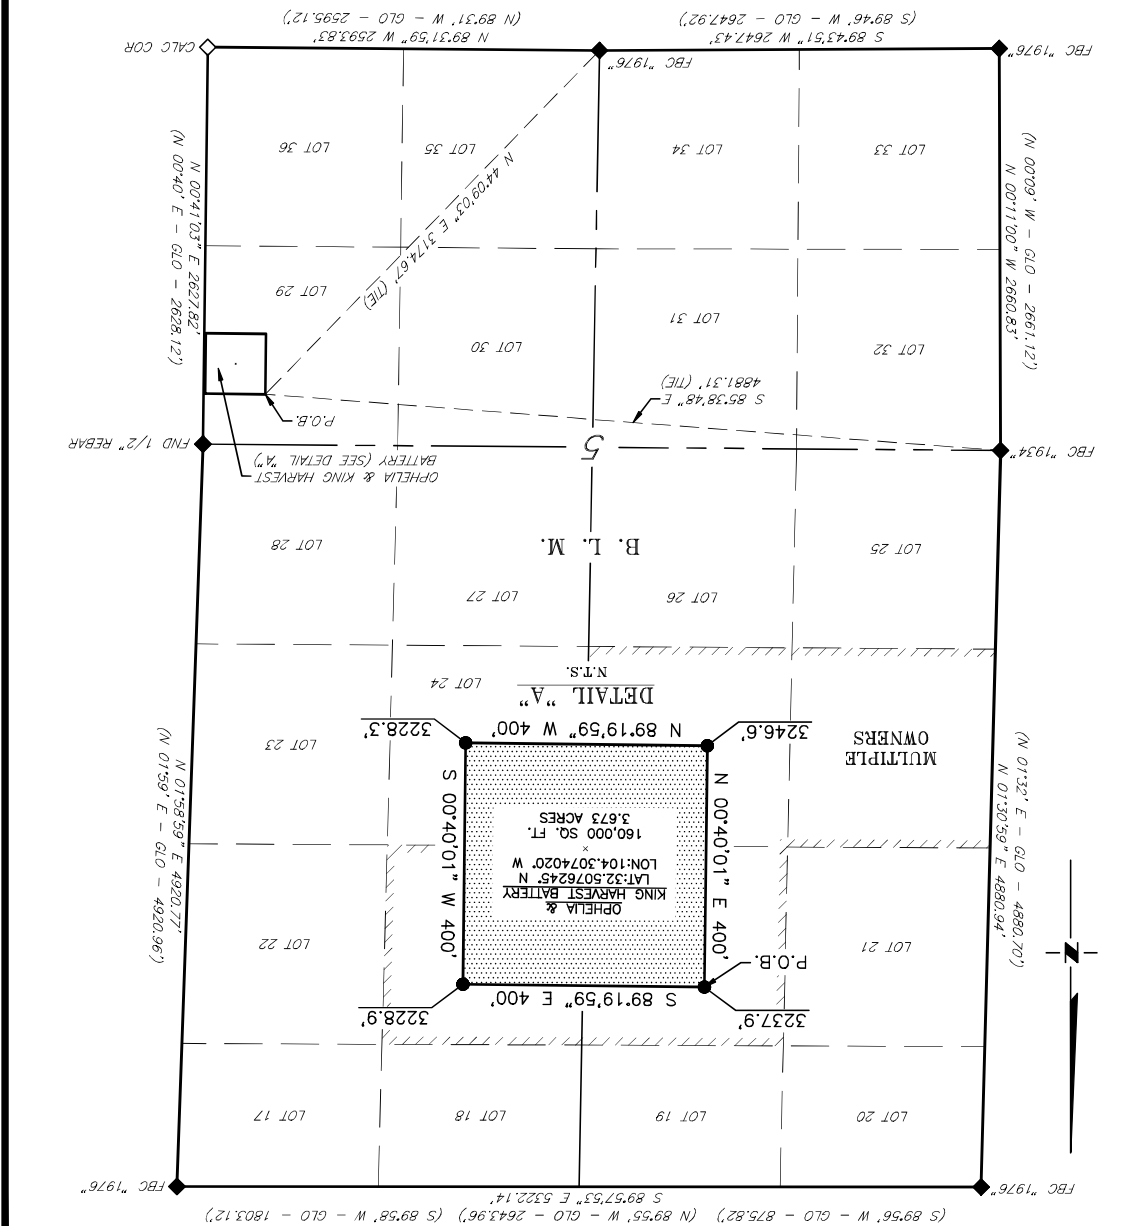 (S 89°56' W - GLO - 875.82') (N 89°55' W - GLO - 2643.96') (S 89°58' W - GLO - 1803.12')
S 89°57'53" E 5322.14'
FBC "1976"
FBC "1976"
LOT 20
LOT 19
LOT 18
LOT 17
N
(N 01°32' E - GLO - 4880.70')
N 01°30'59" E 4880.94'
3237.9'
3228.9'
S 89°19'59" E 400'
P.O.B.
LOT 21
LOT 22
N 00°40'01" E 400'
OPHELIA &
KING HARVEST BATTERY
LAT:32.5076245° N
LON:104.3074020° W
×
160,000 SQ. FT.
3.673 ACRES
S 00°40'01" W 400'
N 01°58'59" E 4920.77'
(N 01°59' E - GLO - 4920.96')
MULTIPLE
OWNERS
LOT 23
3246.6'
N 89°19'59" W 400'
3228.3'
DETAIL "A"
N.T.S.
LOT 24
LOT 26
LOT 27
LOT 25
B. L. M.
LOT 28
OPHELIA & KING HARVEST
BATTERY (SEE DETAIL "A")
FBC "1934"
5
FND 1/2" REBAR
P.O.B.
S 85°38'48" E
4881.31' (TIE)
LOT 32
LOT 31
LOT 30
LOT 29
(N 00°09' W - GLO - 2661.12')
N 00°11'00" W 2660.83'
N 44°09'03" E 3174.67' (TIE)
N 00°41'03" E 2627.82'
(N 00°40' E - GLO - 2628.12')
LOT 33
LOT 34
LOT 35
LOT 36
FBC "1976"
FBC "1976"
CALC COR
S 89°43'51" W 2647.43'
(S 89°46' W - GLO - 2647.92')
N 89°31'59" W 2593.83'
(N 89°31' W - GLO - 2595.12')